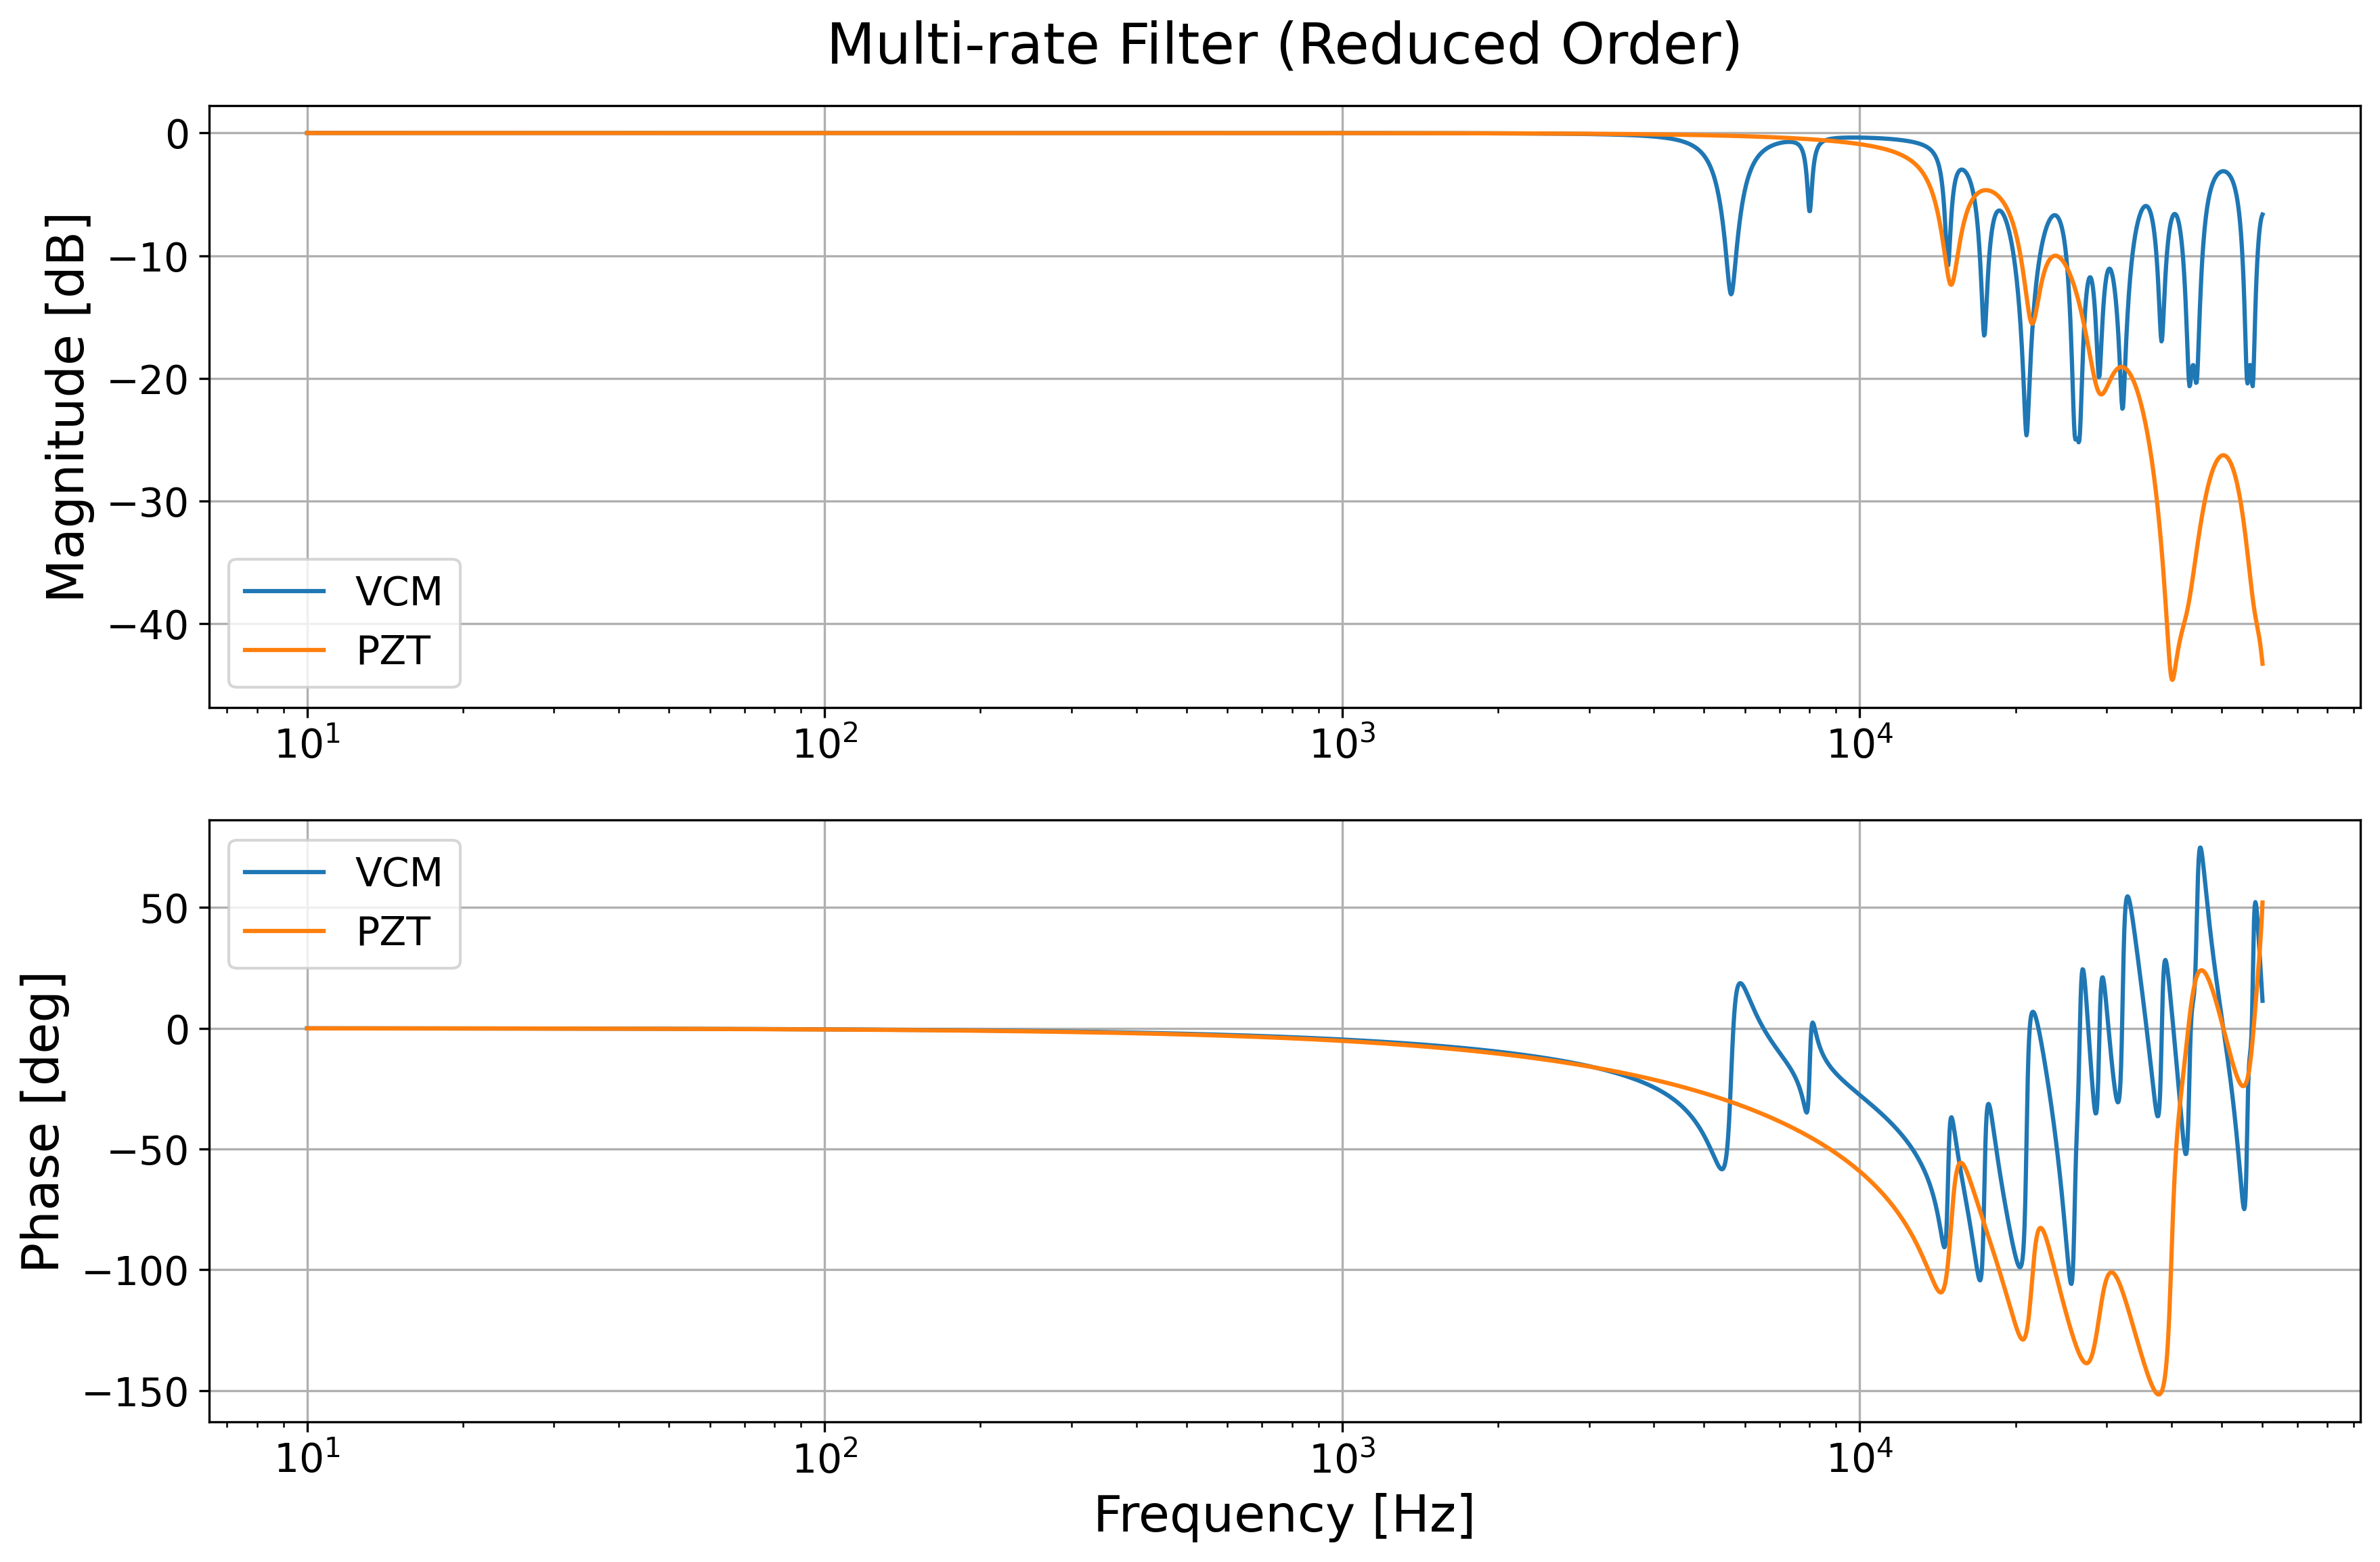 Multi-rate Filter (Reduced Order)
Magnitude [dB]
0
−10
−20
−30
−40
VCM
PZT
10¹ 10² 10³ 10⁴
Phase [deg]
50
0
−50
−100
−150
VCM
PZT
10¹ 10² 10³ 10⁴
Frequency [Hz]